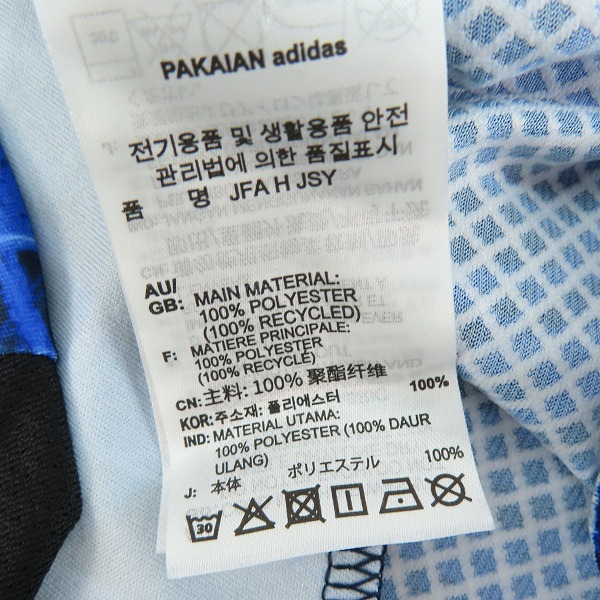 PAKAIAN adidas
전기용품 및 생활용품 안전
관리법에 의한 품질표시
품 명 JFA H JSY
AU/
GB: MAIN MATERIAL:
100% POLYESTER
(100% RECYCLED)
F: MATIERE PRINCIPALE:
100% POLYESTER
(100% RECYCLÉ)
CN: 主料: 100% 聚酯纤维
KOR: 주소재: 폴리에스터 100%
IND: MATERIAL UTAMA:
100% POLYESTER (100% DAUR
ULANG)
J: 本体 ポリエステル 100%
30